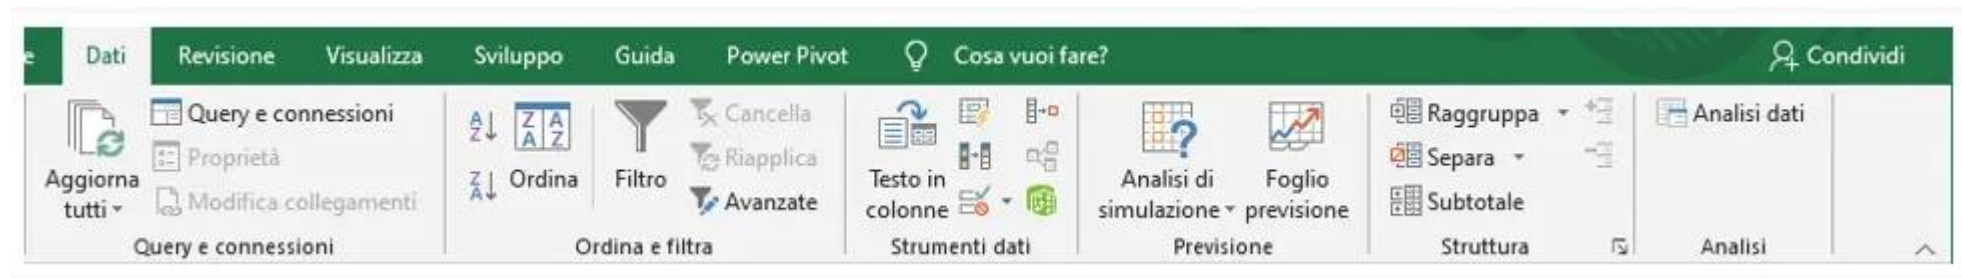 e Dati Revisione Visualizza Sviluppo Guida Power Pivot Cosa vuoi fare? Condividi
Aggiorna tutti
Query e connessioni
Proprietà
Modifica collegamenti
Query e connessioni
A Z
Z A
Z A A Z
Ordina
Filtro
Cancella
Riapplica
Avanzate
Ordina e filtra
Testo in
colonne
Strumenti dati
Analisi di
simulazione
Foglio
previsione
Previsione
Raggruppa
Separa
Subtotale
Struttura
Analisi dati
Analisi